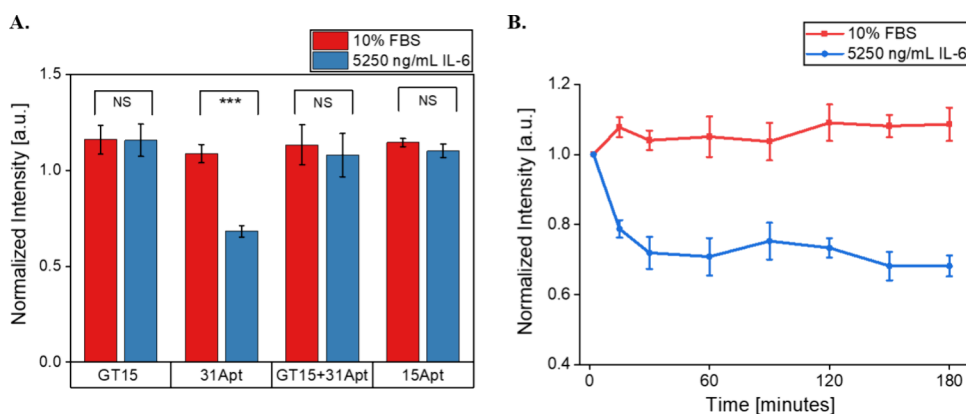 A.
10% FBS
5250 ng/mL IL-6
1.5
1.0
0.5
0.0
Normalized Intensity [a.u.]
NS
***
NS
NS
GT15
31Apt
GT15+31Apt
15Apt
B.
10% FBS
5250 ng/mL IL-6
1.2
1.0
0.8
0.6
0.4
Normalized Intensity [a.u.]
0
60
120
180
Time [minutes]